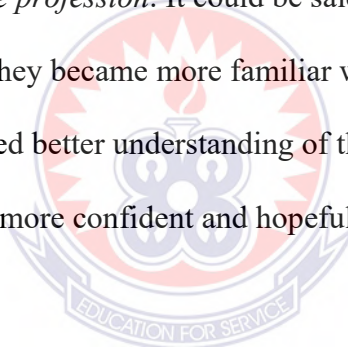 profession. It could be said
hey became more familiar
ed better understanding of
more confident and hopeful
EDUCATION FOR SERVICE